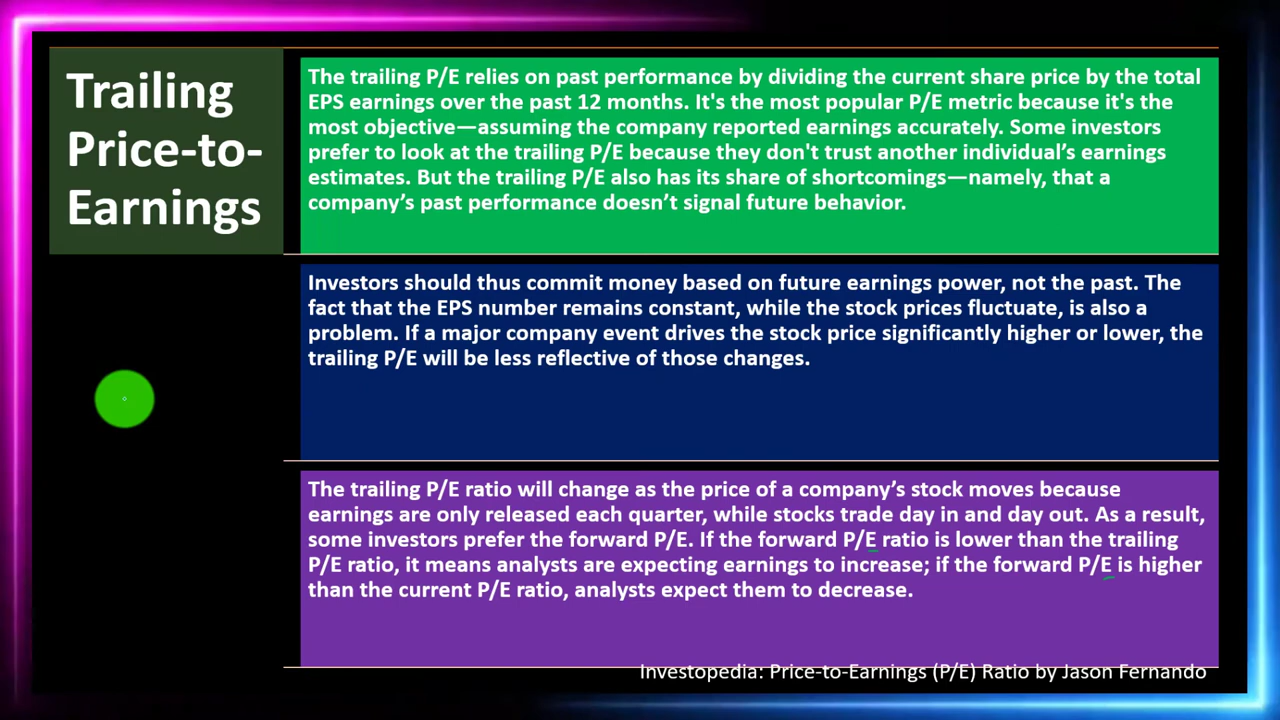 Trailing
Price-to-
Earnings
The trailing P/E relies on past performance by dividing the current share price by the total
EPS earnings over the past 12 months. It's the most popular P/E metric because it's the
most objective—assuming the company reported earnings accurately. Some investors
prefer to look at the trailing P/E because they don't trust another individual’s earnings
estimates. But the trailing P/E also has its share of shortcomings—namely, that a
company’s past performance doesn’t signal future behavior.
Investors should thus commit money based on future earnings power, not the past. The
fact that the EPS number remains constant, while the stock prices fluctuate, is also a
problem. If a major company event drives the stock price significantly higher or lower, the
trailing P/E will be less reflective of those changes.
The trailing P/E ratio will change as the price of a company’s stock moves because
earnings are only released each quarter, while stocks trade day in and day out. As a result,
some investors prefer the forward P/E. If the forward P/E ratio is lower than the trailing
P/E ratio, it means analysts are expecting earnings to increase; if the forward P/E is higher
than the current P/E ratio, analysts expect them to decrease.
Investopedia: Price-to-Earnings (P/E) Ratio by Jason Fernando